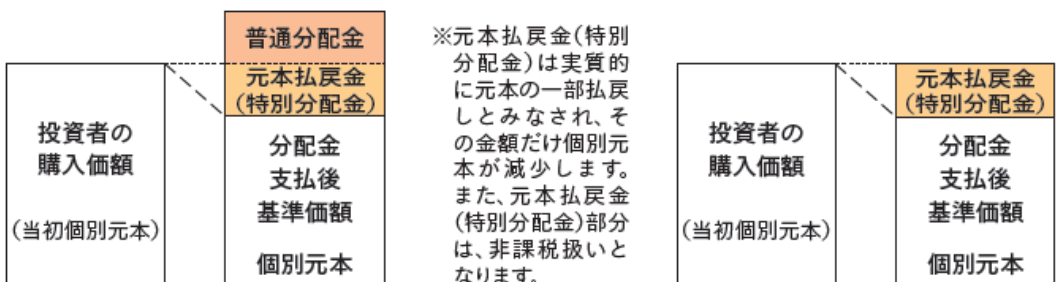 普通分配金
元本払戻金
(特別分配金)
投資者の
購入価額
(当初個別元本)
分配金
支払後
基準価額
個別元本
※元本払戻金(特別
分配金)は実質的
に元本の一部払戻
しとみなされ、そ
の金額だけ個別元
本が減少します。
また、元本払戻金
(特別分配金)部分
は、非課税扱いと
なります。
元本払戻金
(特別分配金)
投資者の
購入価額
(当初個別元本)
分配金
支払後
基準価額
個別元本